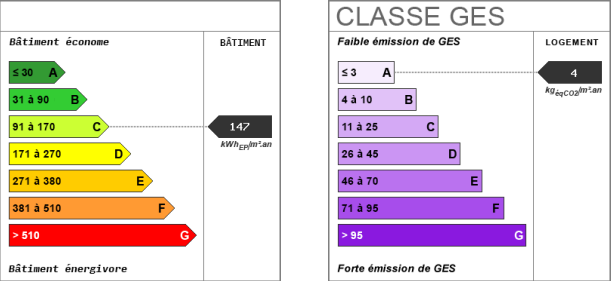 Bâtiment économe
BÂTIMENT
≤ 30 A
31 à 90 B
91 à 170 C
147
kWhEP/m².an
171 à 270 D
271 à 380 E
381 à 510 F
> 510 G
Bâtiment énergivore
CLASSE GES
Faible émission de GES
LOGEMENT
≤ 3 A
4
kgeqCO2/m².an
4 à 10 B
11 à 25 C
26 à 45 D
46 à 70 E
71 à 95 F
> 95 G
Forte émission de GES